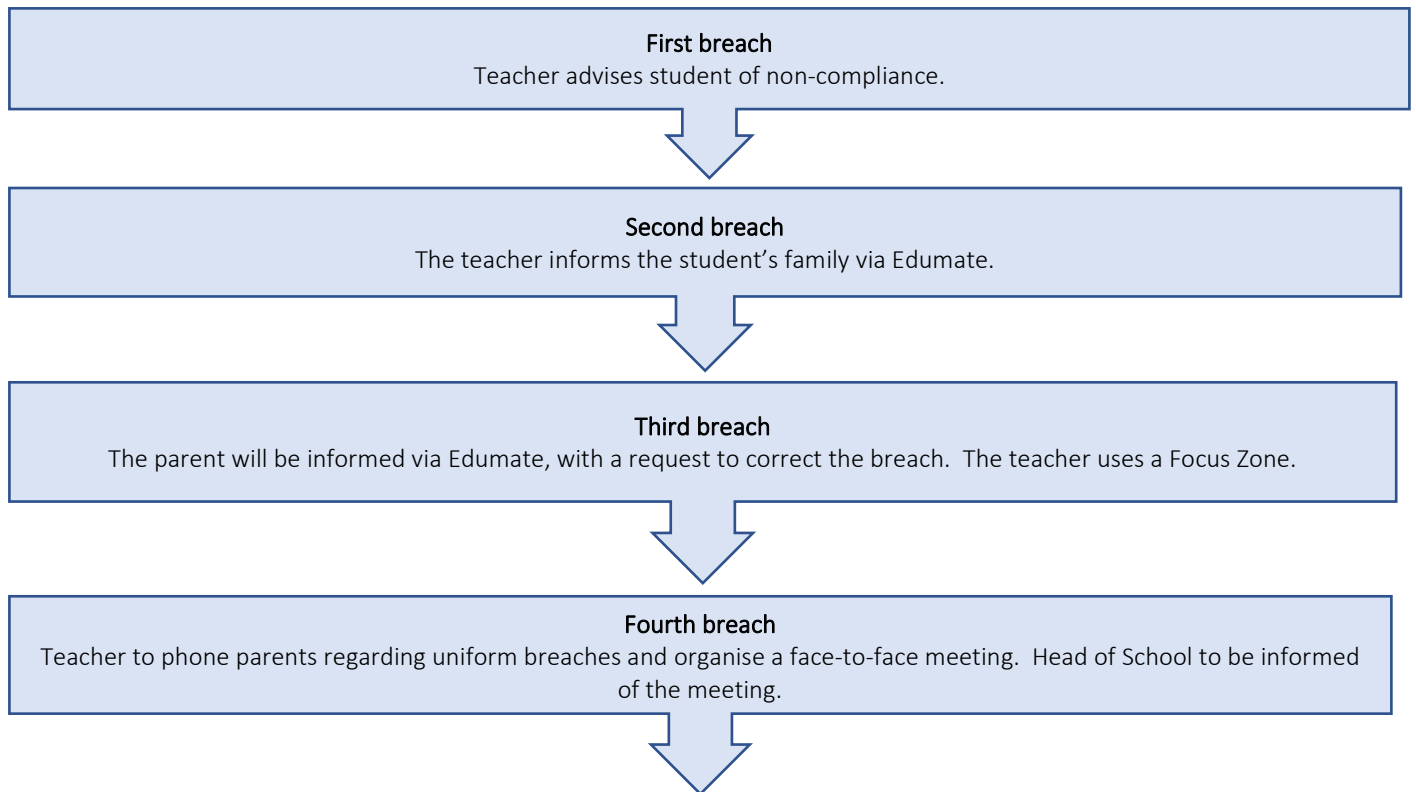 First breach
Teacher advises student of non-compliance.
Second breach
The teacher informs the student’s family via Edumate.
Third breach
The parent will be informed via Edumate, with a request to correct the breach.  The teacher uses a Focus Zone.
Fourth breach
Teacher to phone parents regarding uniform breaches and organise a face-to-face meeting.  Head of School to be informed
of the meeting.